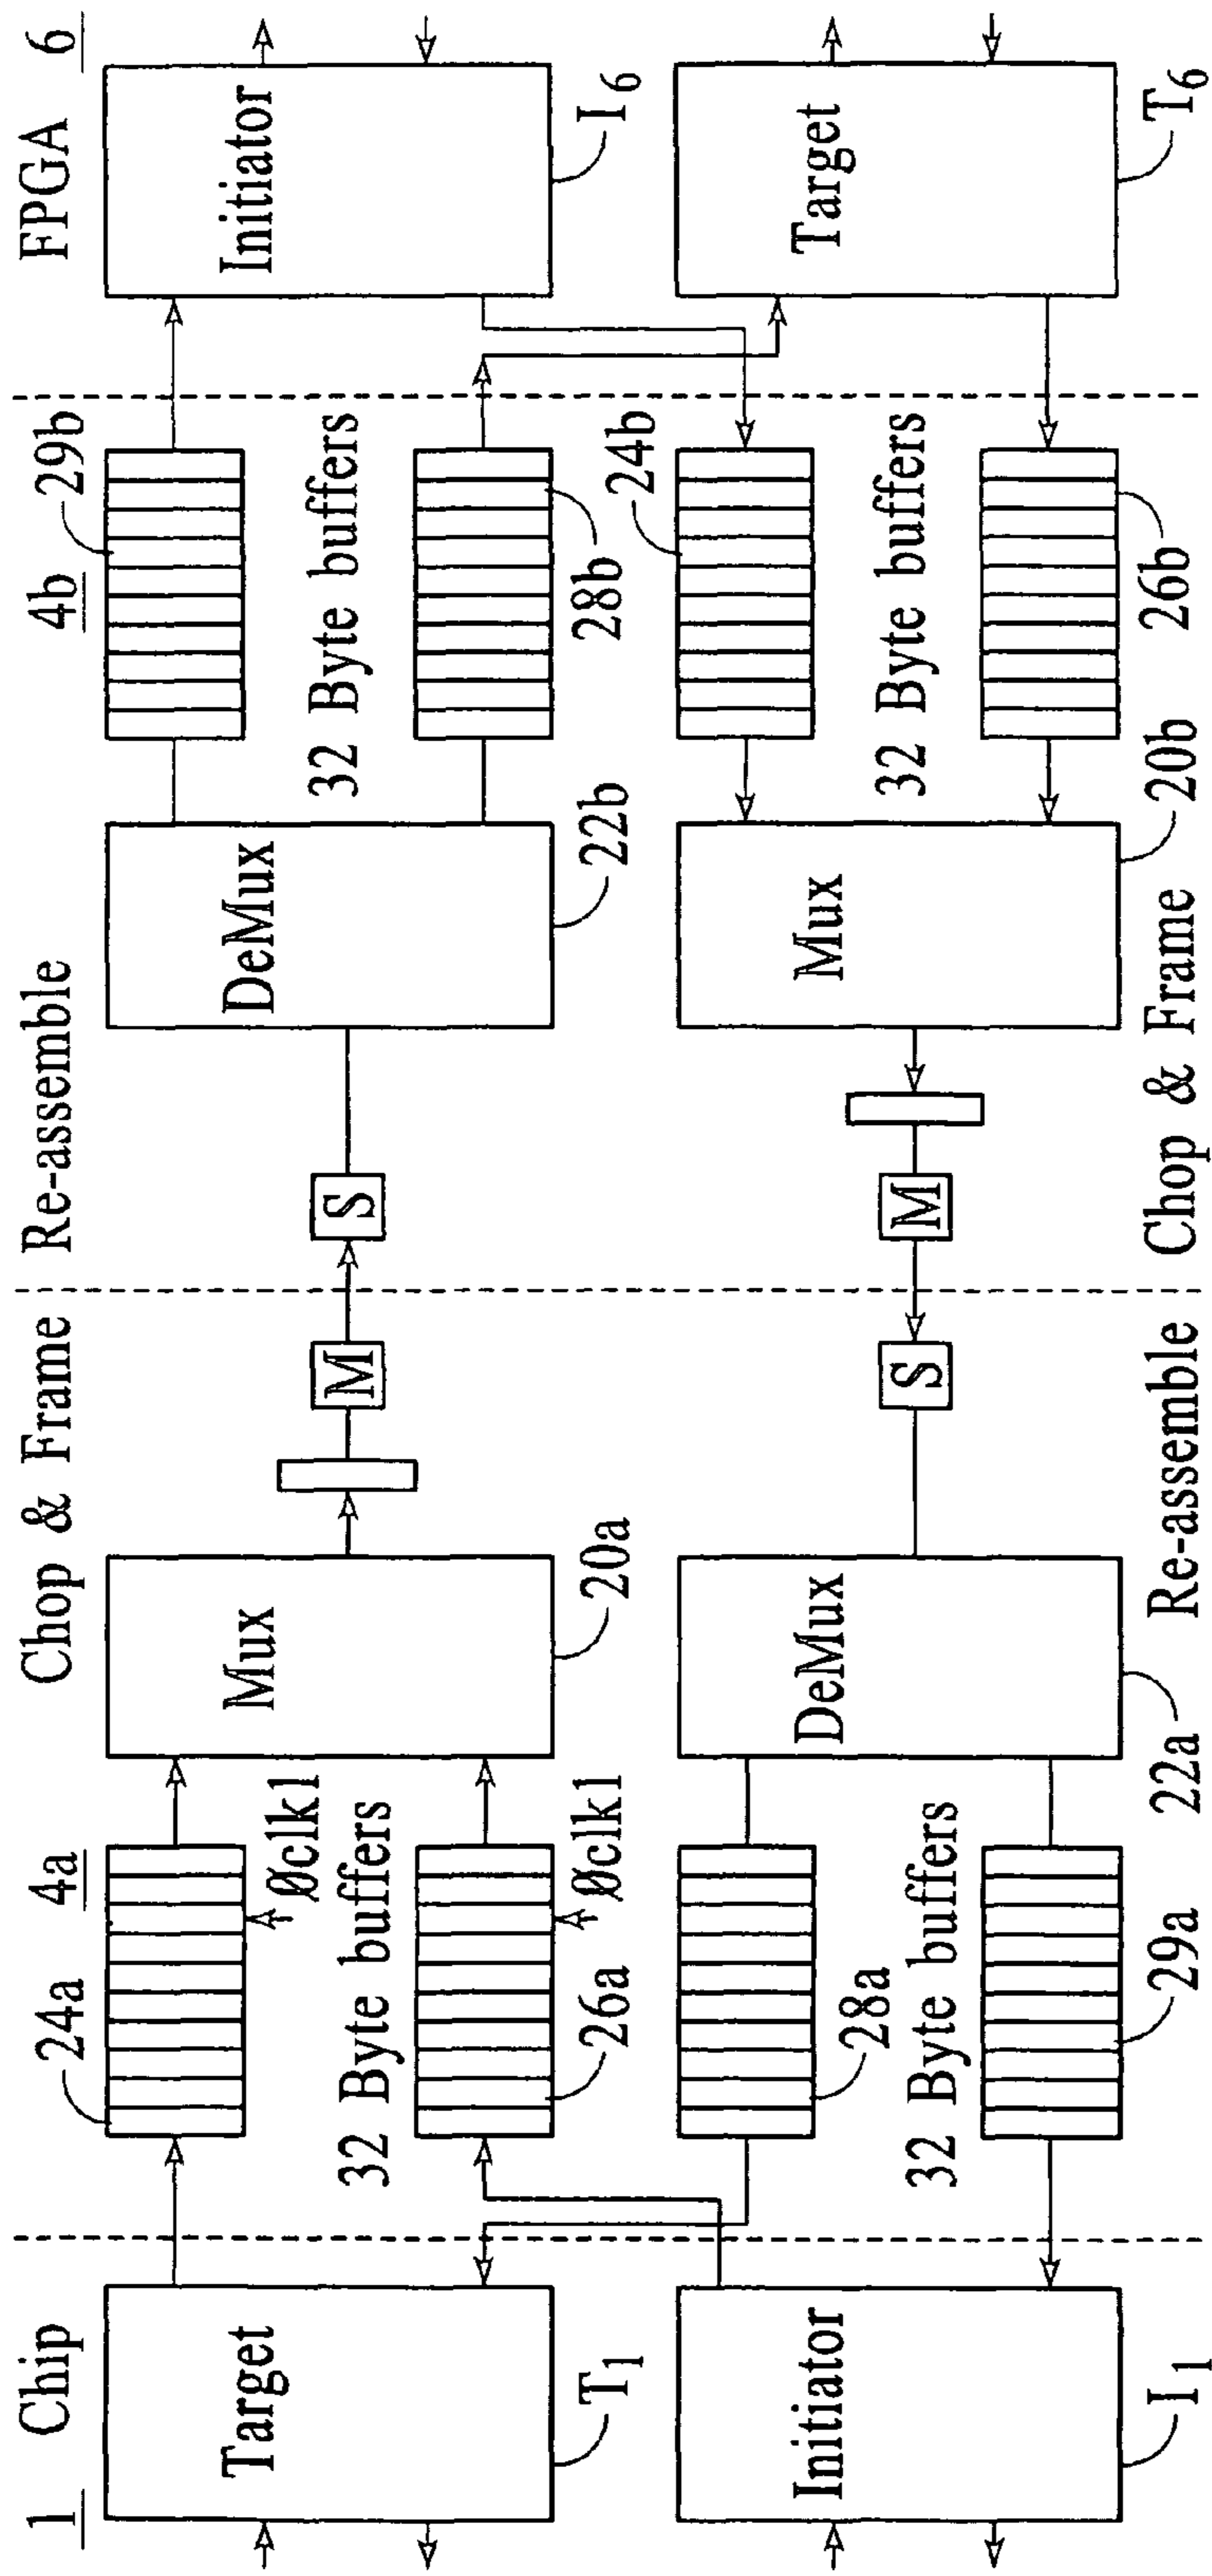 1 Chip
4a
Chop & Frame
Re-assemble
4b
FPGA 6
24a
29b
Target
Øclk1
Mux
M
S
DeMux
Initiator
32 Byte buffers
32 Byte buffers
Øclk1
T1
26a
20a
22b
28b
I6
24b
Initiator
28a
DeMux
S
M
Mux
Target
32 Byte buffers
32 Byte buffers
I1
29a
22a
Re-assemble
Chop & Frame
20b
26b
T6